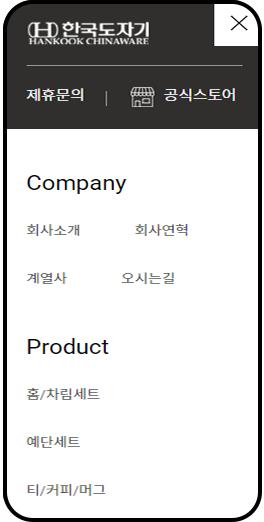 한국도자기
HANKOOK CHINAWARE
제휴문의 | 공식스토어
Company
회사소개 회사연혁
계열사 오시는길
Product
홈/차림세트
예단세트
티/커피/머그